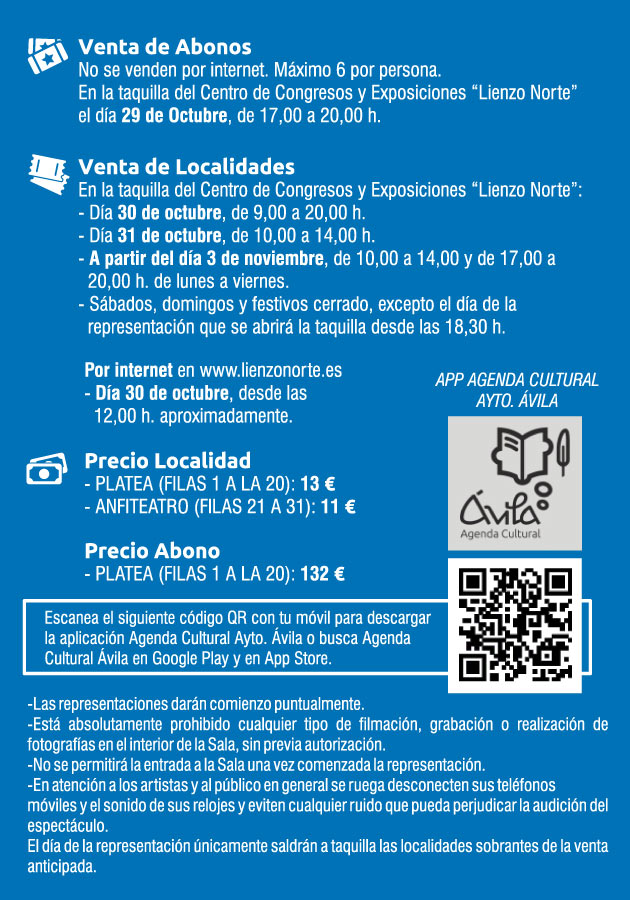 Venta de Abonos
No se venden por internet. Máximo 6 por persona.
En la taquilla del Centro de Congresos y Exposiciones “Lienzo Norte”
el día 29 de Octubre, de 17,00 a 20,00 h.
Venta de Localidades
En la taquilla del Centro de Congresos y Exposiciones “Lienzo Norte”:
- Día 30 de octubre, de 9,00 a 20,00 h.
- Día 31 de octubre, de 10,00 a 14,00 h.
- A partir del día 3 de noviembre, de 10,00 a 14,00 y de 17,00 a
20,00 h. de lunes a viernes.
- Sábados, domingos y festivos cerrado, excepto el día de la
representación que se abrirá la taquilla desde las 18,30 h.
Por internet en www.lienzonorte.es
- Día 30 de octubre, desde las
12,00 h. aproximadamente.
APP AGENDA CULTURAL
AYTO. ÁVILA
Ávila
Agenda Cultural
Precio Localidad
- PLATEA (FILAS 1 A LA 20): 13 €
- ANFITEATRO (FILAS 21 A 31): 11 €
Precio Abono
- PLATEA (FILAS 1 A LA 20): 132 €
Escanea el siguiente código QR con tu móvil para descargar
la aplicación Agenda Cultural Ayto. Ávila o busca Agenda
Cultural Ávila en Google Play y en App Store.
-Las representaciones darán comienzo puntualmente.
-Está absolutamente prohibido cualquier tipo de filmación, grabación o realización de
fotografías en el interior de la Sala, sin previa autorización.
-No se permitirá la entrada a la Sala una vez comenzada la representación.
-En atención a los artistas y al público en general se ruega desconecten sus teléfonos
móviles y el sonido de sus relojes y eviten cualquier ruido que pueda perjudicar la audición del
espectáculo.
El día de la representación únicamente saldrán a taquilla las localidades sobrantes de la venta
anticipada.